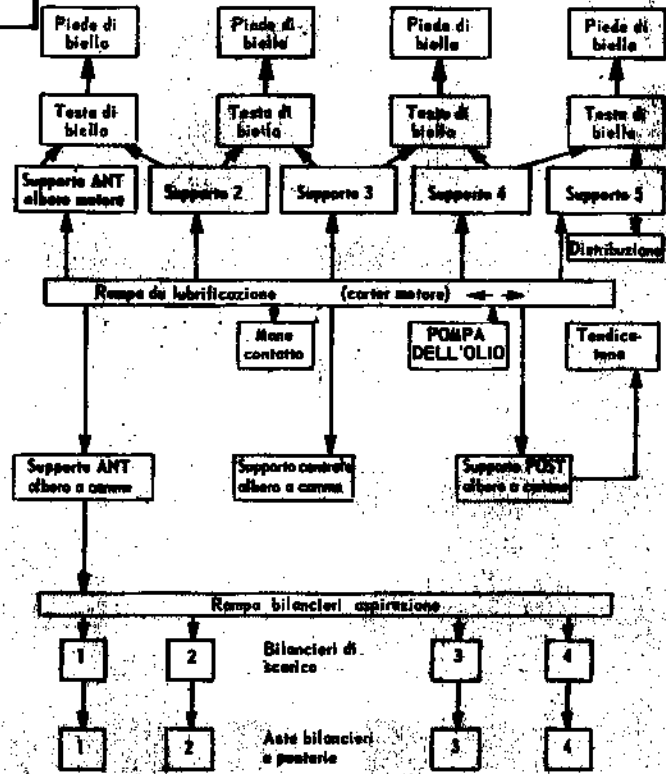 Piede di
biella
Piede di
biella
Piede di
biella
Piede di
biella
Testa di
biella
Testa di
biella
Testa di
biella
Testa di
biella
Supporto ANT
albero motore
Supporto 2
Supporto 3
Supporto 4
Supporto 5
Distribuzione
Rampa da lubrificazione (carter motore)
Mano
contatto
POMPA
DELL'OLIO
Tendica-
tena
Supporto ANT
albero a camme
Supporto centrale
albero a camme
Supporto POST
albero a camme
Rampa bilancieri aspirazione
1
2
Bilancieri di
scarico
3
4
1
2
Aste bilancieri
e punterie
3
4